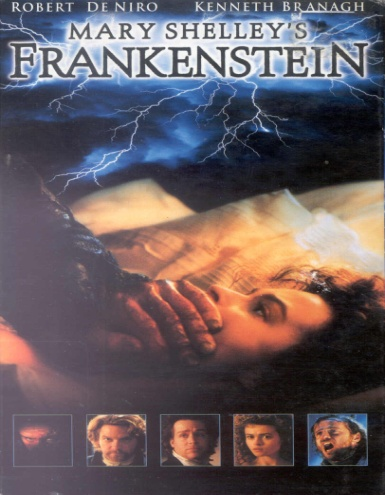 ROBERT DE NIRO KENNETH BRANAGH
MARY SHELLEY'S
FRANKENSTEIN